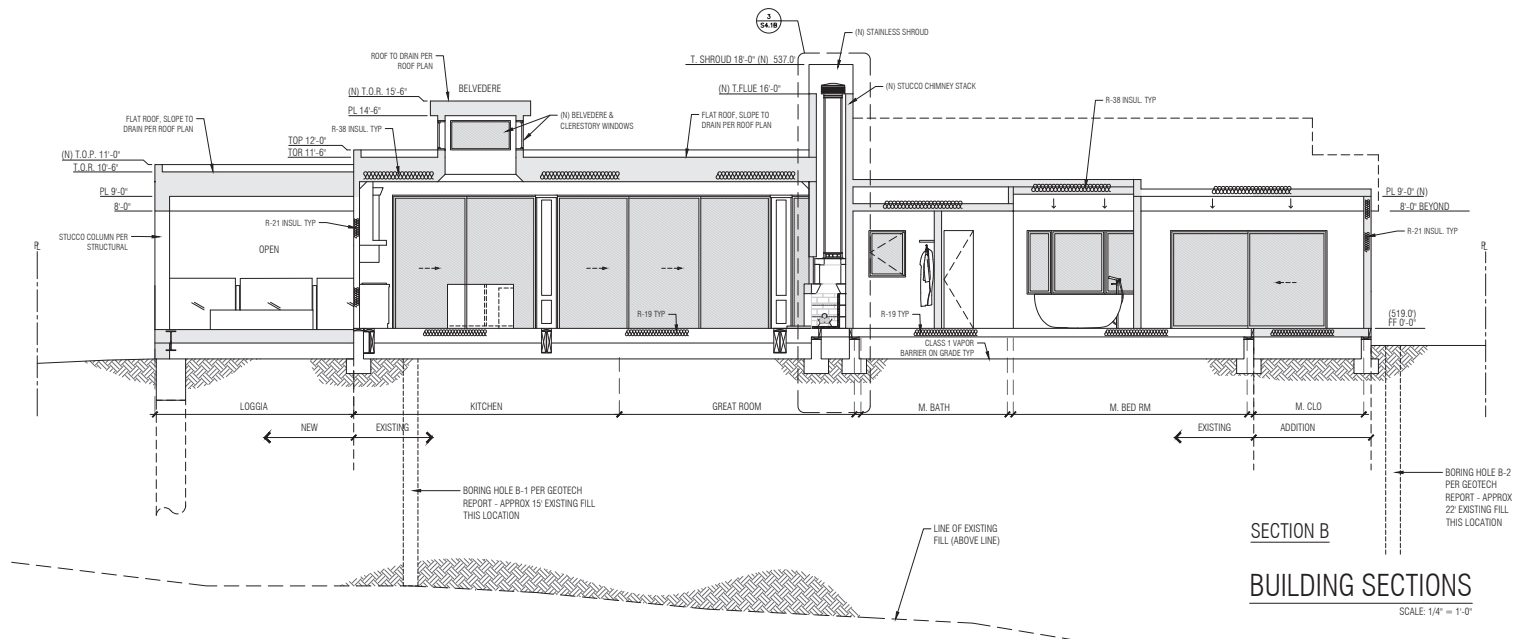 3
S4.1B
(N) STAINLESS SHROUD
ROOF TO DRAIN PER
ROOF PLAN
T. SHROUD 18'-0" (N) 537.0'
BELVEDERE
(N) T.O.R. 15'-6"
(N) T.FLUE 16'-0"
(N) STUCCO CHIMNEY STACK
R-38 INSUL. TYP
PL 14'-6"
(N) BELVEDERE &
CLERESTORY WINDOWS
FLAT ROOF, SLOPE TO
DRAIN PER ROOF PLAN
R-38 INSUL. TYP
FLAT ROOF, SLOPE TO
DRAIN PER ROOF PLAN
TOP 12'-0"
TOR 11'-6"
(N) T.O.P. 11'-0"
T.O.R. 10'-6"
PL 9'-0"
8'-0"
PL 9'-0" (N)
8'-0" BEYOND
R-21 INSUL. TYP
R-21 INSUL. TYP
STUCCO COLUMN PER
STRUCTURAL
OPEN
PL
PL
R-19 TYP
R-19 TYP
(519.0')
FF 0'-0"
CLASS 1 VAPOR
BARRIER ON GRADE TYP
LOGGIA
KITCHEN
GREAT ROOM
M. BATH
M. BED RM
M. CLO
NEW
EXISTING
EXISTING
ADDITION
BORING HOLE B-1 PER GEOTECH
REPORT - APPROX 15' EXISTING FILL
THIS LOCATION
BORING HOLE B-2
PER GEOTECH
REPORT - APPROX
22' EXISTING FILL
THIS LOCATION
LINE OF EXISTING
FILL (ABOVE LINE)
SECTION B
BUILDING SECTIONS
SCALE: 1/4" = 1'-0"